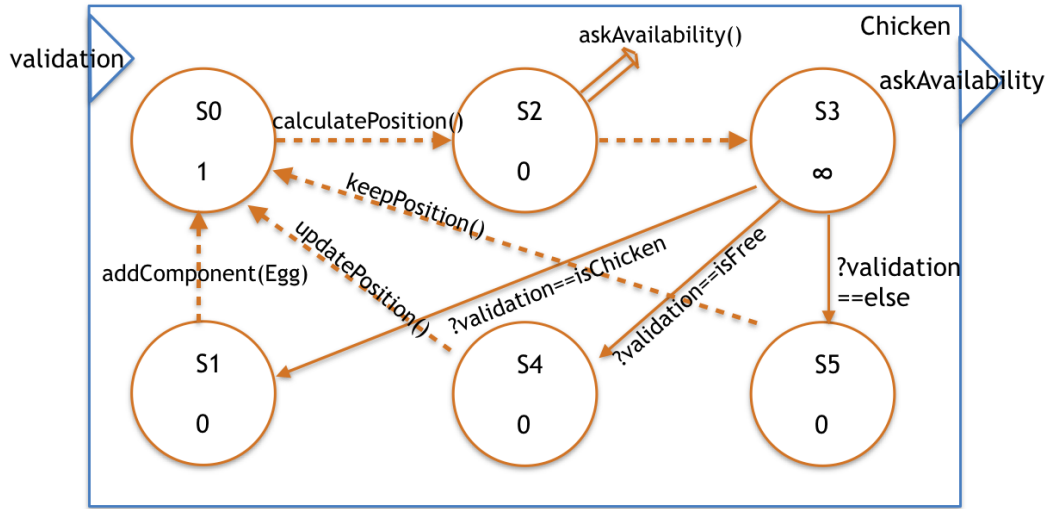 Chicken
validation
askAvailability()
askAvailability
S0
1
calculatePosition()
S2
0
S3
∞
keepPosition()
updatePosition()
addComponent(Egg)
?validation==isChicken
?validation==isFree
?validation
==else
S1
0
S4
0
S5
0